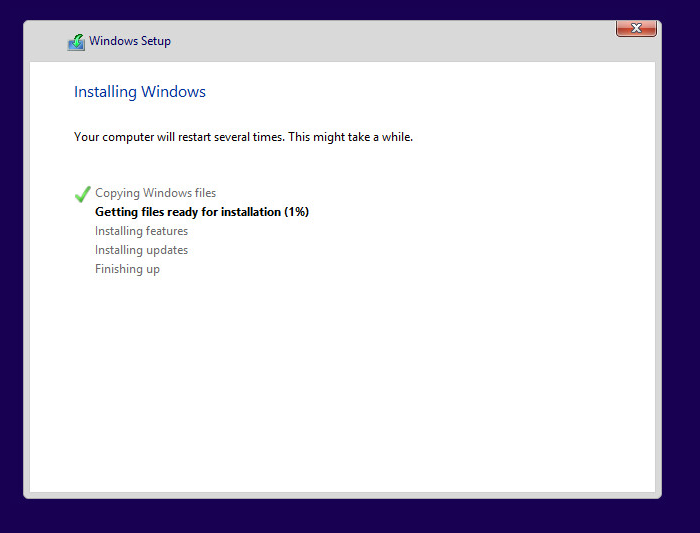 Windows Setup
Installing Windows
Your computer will restart several times. This might take a while.
Copying Windows files
Getting files ready for installation (1%)
Installing features
Installing updates
Finishing up